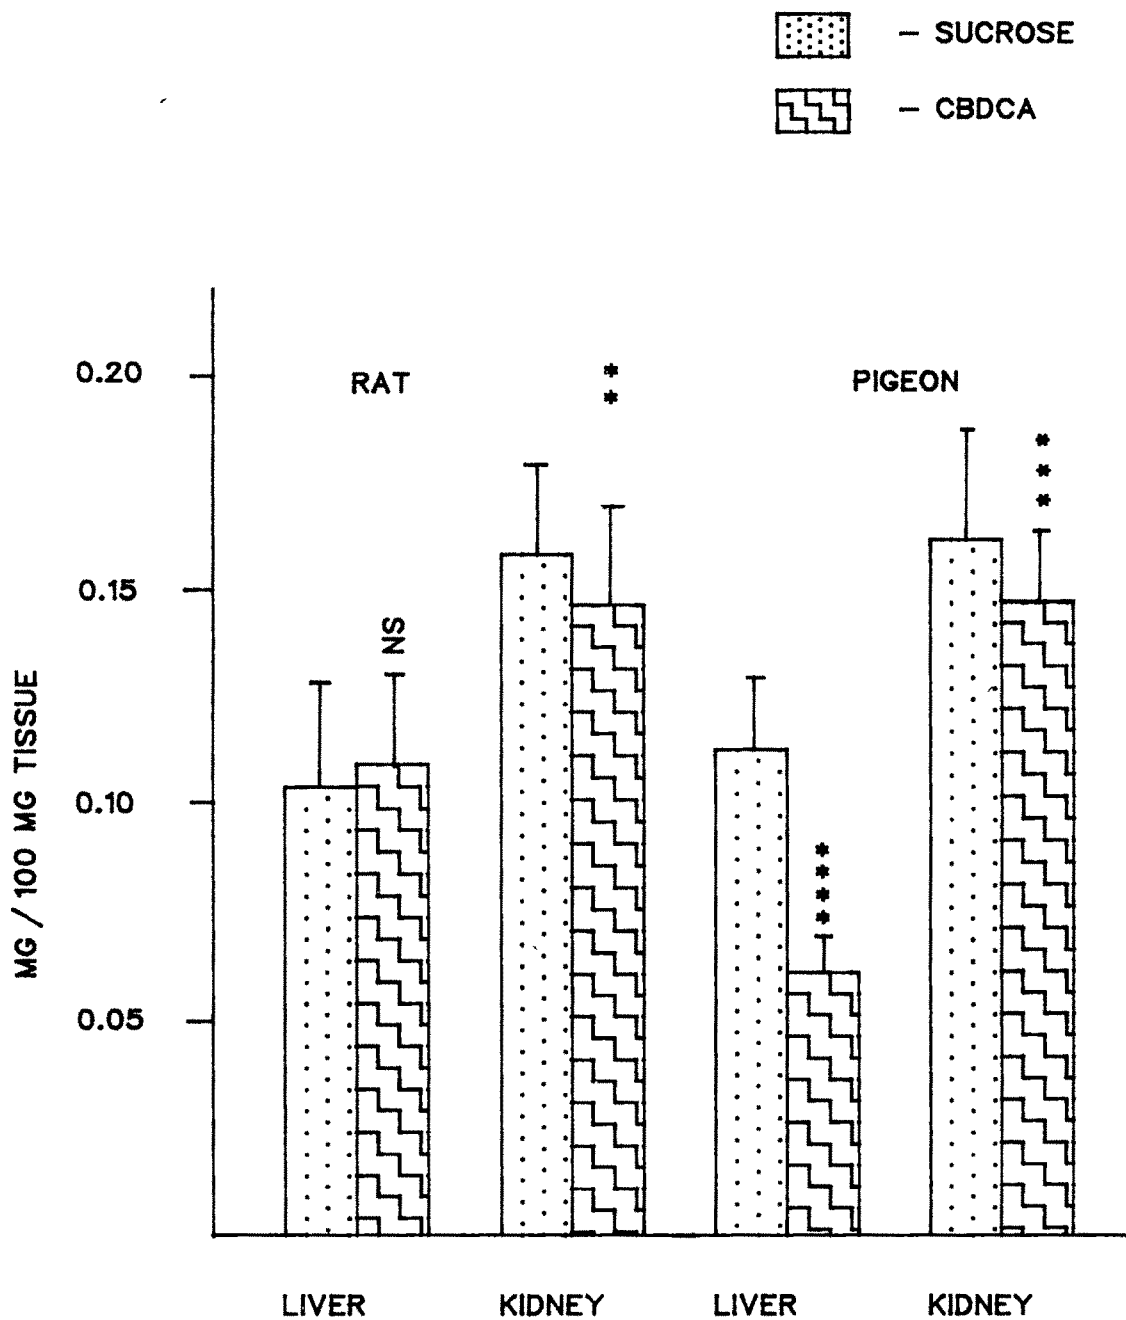 – SUCROSE
– CBDCA
0.20
RAT
**
PIGEON
***
0.15
NS
MG / 100 MG TISSUE
0.10
****
0.05
LIVER KIDNEY LIVER KIDNEY